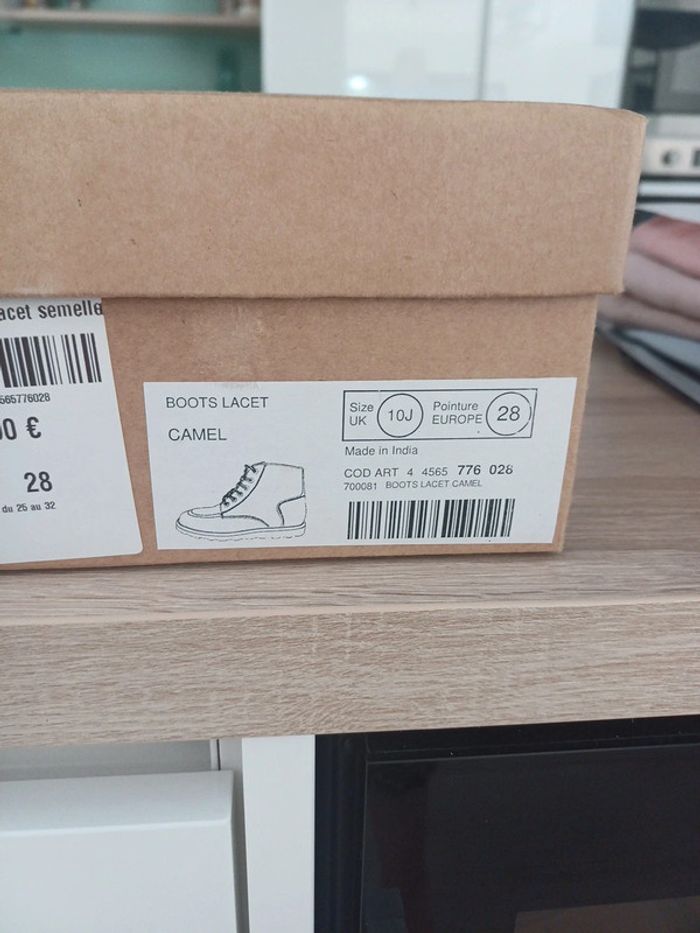 acet semelle
565776028
00 €
28
du 25 au 32
BOOTS LACET
CAMEL
Size UK 10J Pointure EUROPE 28
Made in India
COD ART 4 4565 776 028
700081 BOOTS LACET CAMEL